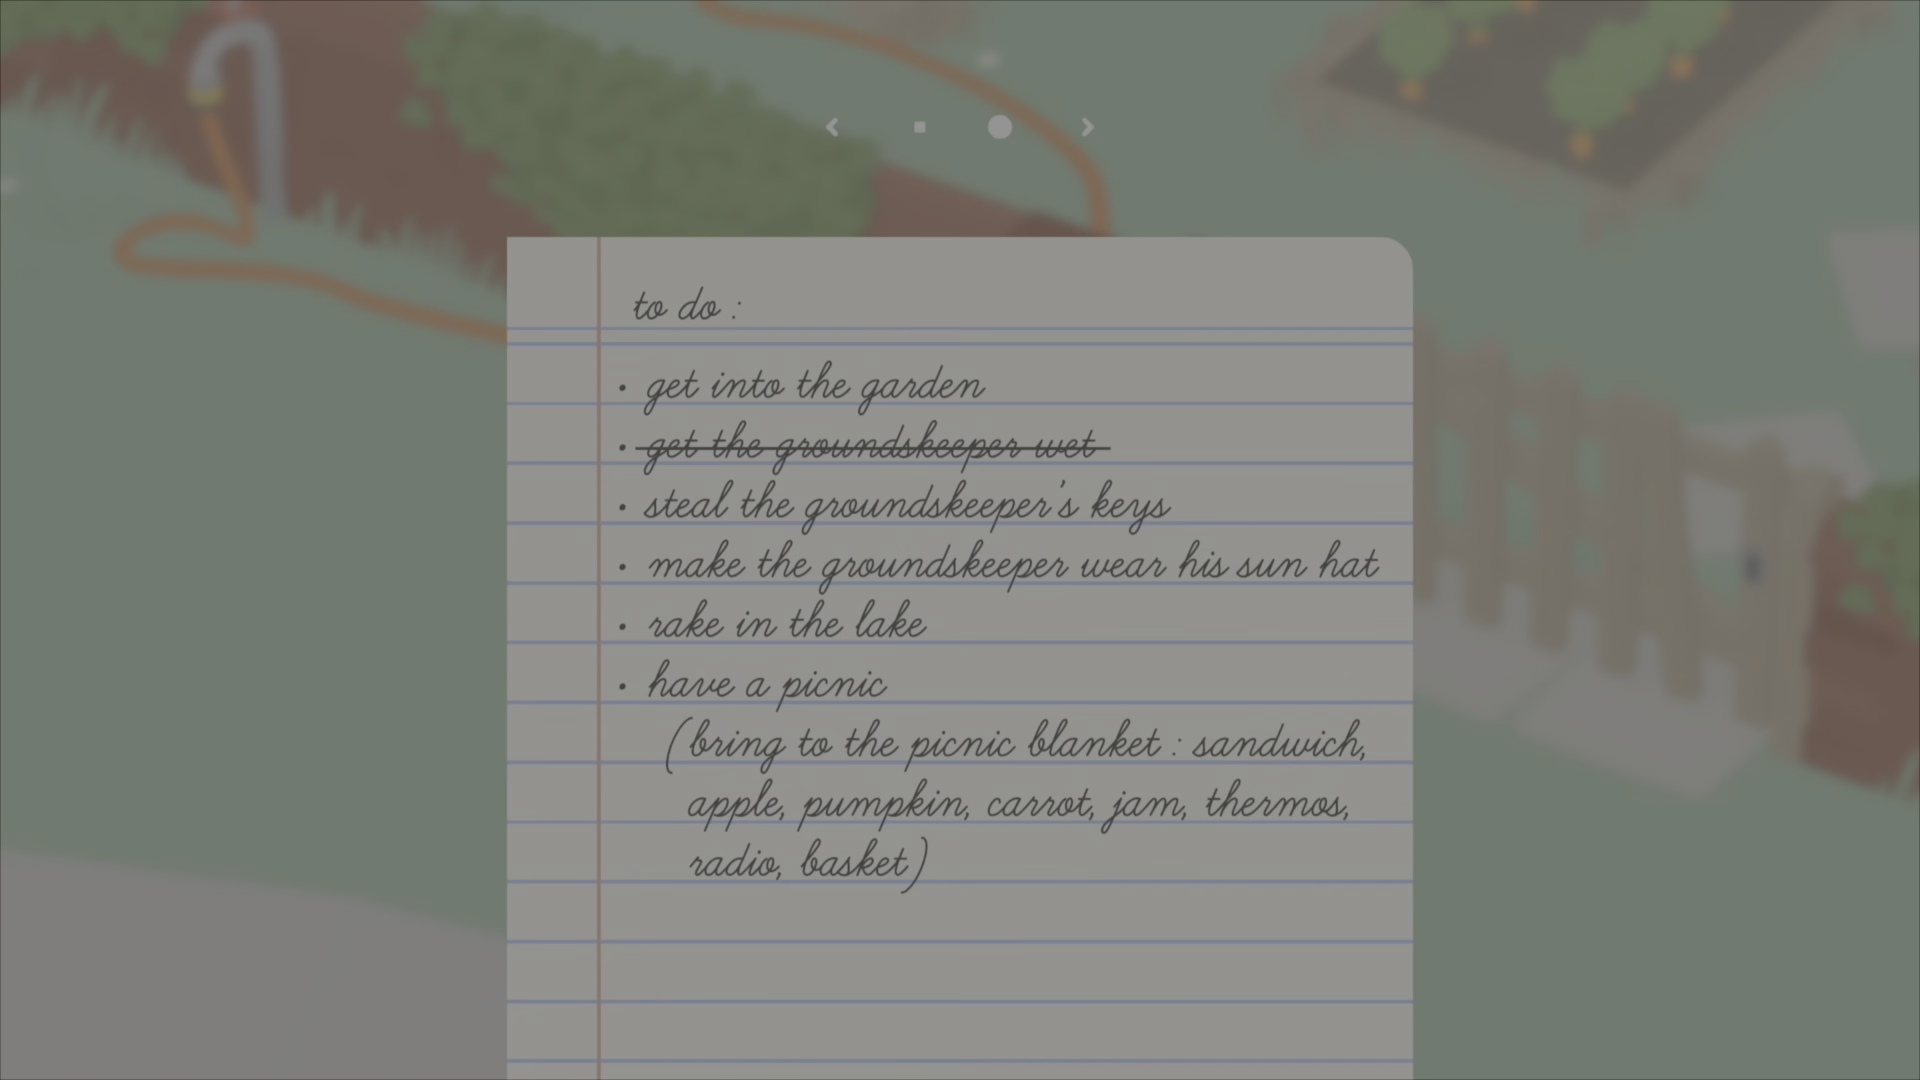 to do :
• get into the garden
• get the groundskeeper wet
• steal the groundskeeper's keys
• make the groundskeeper wear his sun hat
• rake in the lake
• have a picnic
(bring to the picnic blanket : sandwich,
apple, pumpkin, carrot, jam, thermos,
radio, basket)